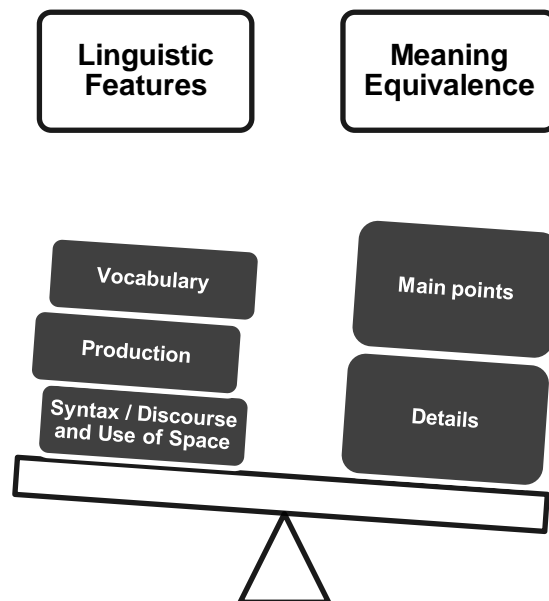 Linguistic
Features
Meaning
Equivalence
Vocabulary
Production
Syntax / Discourse
and Use of Space
Main points
Details